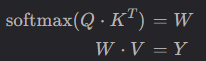 softmax(Q · K^T) = W
W · V = Y